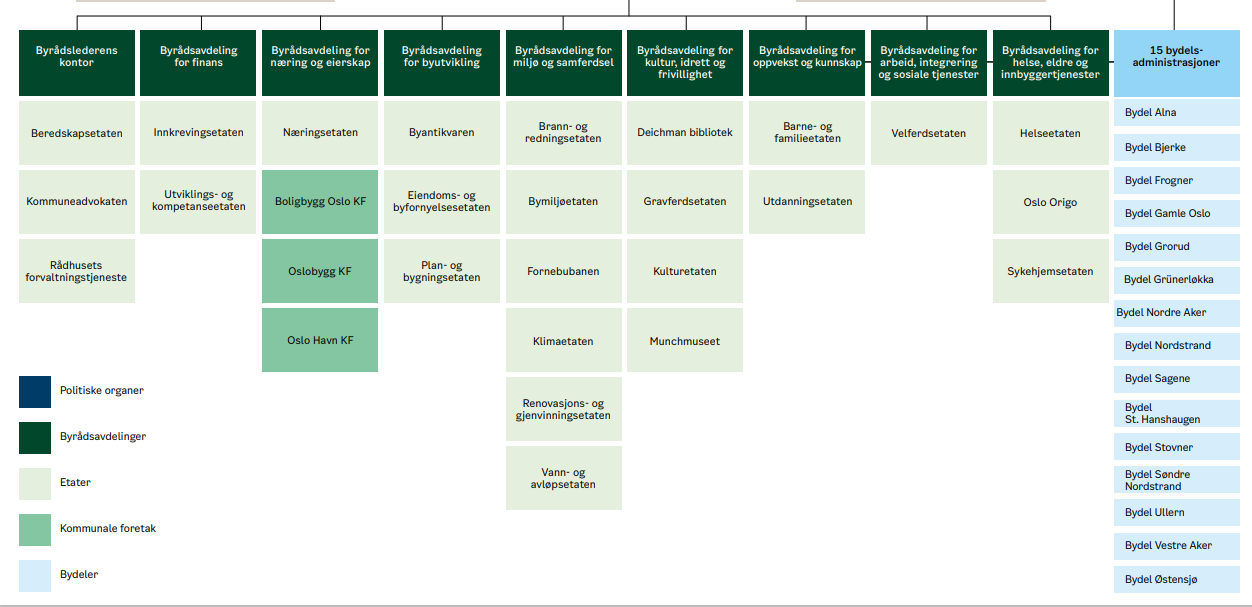 Byrådslederens
kontor
Byrådsavdeling
for finans
Byrådsavdeling for
næring og eierskap
Byrådsavdeling
for byutvikling
Byrådsavdeling for
miljø og samferdsel
Byrådsavdeling for
kultur, idrett og
frivillighet
Byrådsavdeling for
oppvekst og kunnskap
Byrådsavdeling for
arbeid, integrering
og sosiale tjenester
Byrådsavdeling for
helse, eldre og
innbyggertjenester
15 bydels-
administrasjoner
Beredskapsetaten
Kommuneadvokaten
Rådhusets
forvaltningstjeneste
Innkrevingsetaten
Utviklings- og
kompetanseetaten
Næringsetaten
Boligbygg Oslo KF
Oslobygg KF
Oslo Havn KF
Byantikvaren
Eiendoms- og
byfornyelsesetaten
Plan- og
bygningsetaten
Brann- og
redningsetaten
Bymiljøetaten
Fornebubanen
Klimaetaten
Renovasjons- og
gjenvinningsetaten
Vann- og
avløpsetaten
Deichman bibliotek
Gravferdsetaten
Kulturetaten
Munchmuseet
Barne- og
familieetaten
Utdanningsetaten
Velferdsetaten
Helseetaten
Oslo Origo
Sykehjemsetaten
Bydel Alna
Bydel Bjerke
Bydel Frogner
Bydel Gamle Oslo
Bydel Grorud
Bydel Grünerløkka
Bydel Nordre Aker
Bydel Nordstrand
Bydel Sagene
Bydel
St. Hanshaugen
Bydel Stovner
Bydel Søndre
Nordstrand
Bydel Ullern
Bydel Vestre Aker
Bydel Østensjø
Politiske organer
Byrådsavdelinger
Etater
Kommunale foretak
Bydeler